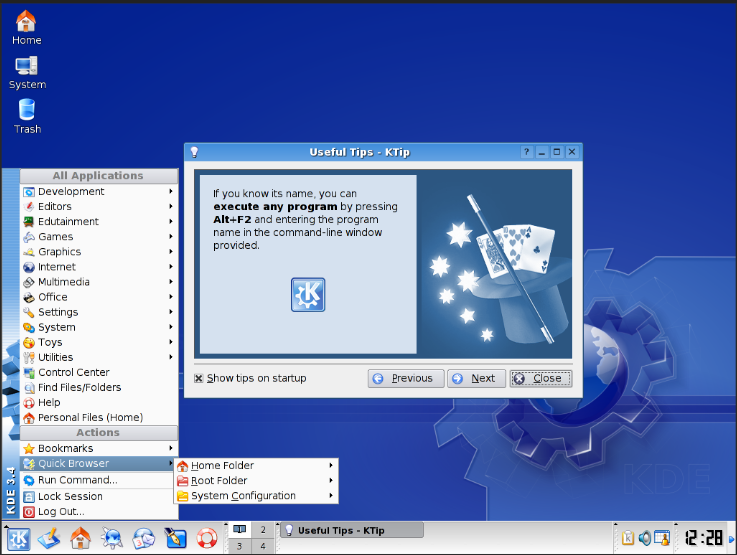 Home
System
Trash
Useful Tips - KTip
If you know its name, you can
execute any program by pressing
Alt+F2 and entering the program
name in the command-line window
provided.
Show tips on startup
Previous
Next
Close
All Applications
Development
Editors
Edutainment
Games
Graphics
Internet
Multimedia
Office
Settings
System
Toys
Utilities
Control Center
Find Files/Folders
Help
Personal Files (Home)
Actions
Bookmarks
Quick Browser
Run Command...
Lock Session
Log Out...
KDE 3.4
Home Folder
Root Folder
System Configuration
KDE
2
3 4
Useful Tips - KTip
12:28